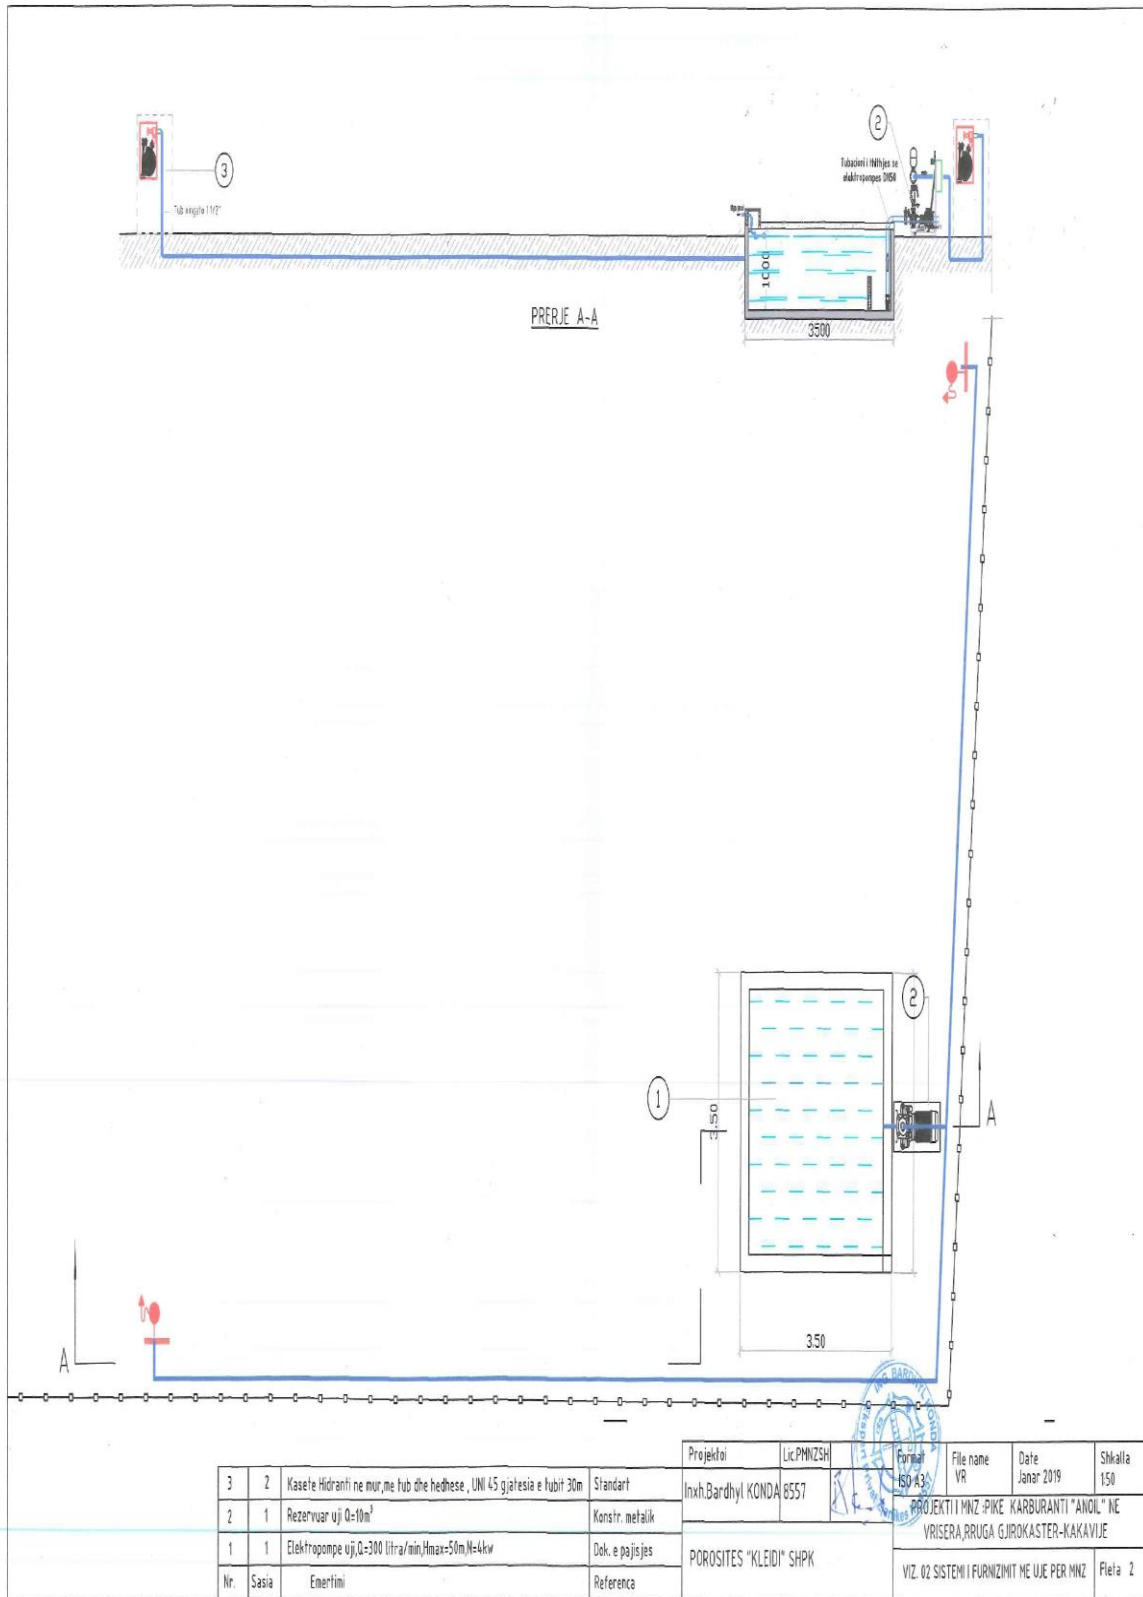 3
2
Tubacioni i thithjes se
elektropompes DN50
Tub xingato 1 1/2"
1000
3500
PRERJE A-A
2
1
3.50
A
3.50
A
3 2 Kasete Hidranti ne mur,me tub dhe hedhese , UNI 45 gjatesia e tubit 30m Standart
2 1 Rezervuar uji Q=10m³ Konstr. metalik
1 1 Elektropompe uji,Q=300 litra/min,Hmax=50m,N=4kw Dok. e pajisjes
Nr. Sasia Emertimi Referenca
Projektoi Lic.PMNZSH
Inxh.Bardhyl KONDA 8557
POROSITES "KLEIDI" SHPK
Format
ISO A3
File name
VR
Date
Janar 2019
Shkalla
1:50
PROJEKTI I MNZ :PIKE KARBURANTI "ANOIL" NE
VRISERA,RRUGA GJIROKASTER-KAKAVIJE
VIZ. 02 SISTEMI I FURNIZIMIT ME UJE PER MNZ Fleta 2